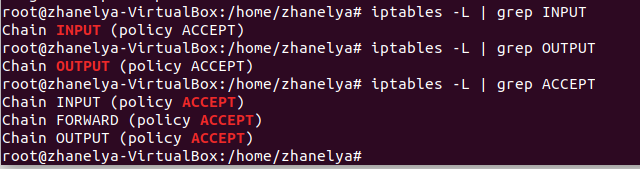 root@zhanelya-VirtualBox:/home/zhanelya# iptables -L | grep INPUT
Chain INPUT (policy ACCEPT)
root@zhanelya-VirtualBox:/home/zhanelya# iptables -L | grep OUTPUT
Chain OUTPUT (policy ACCEPT)
root@zhanelya-VirtualBox:/home/zhanelya# iptables -L | grep ACCEPT
Chain INPUT (policy ACCEPT)
Chain FORWARD (policy ACCEPT)
Chain OUTPUT (policy ACCEPT)
root@zhanelya-VirtualBox:/home/zhanelya#